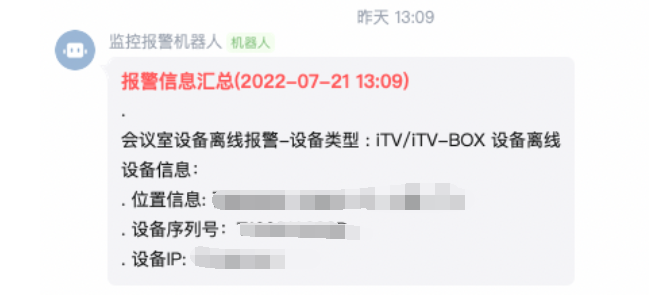 昨天 13:09
监控报警机器人 机器人
报警信息汇总(2022-07-21 13:09)
.
会议室设备离线报警-设备类型：iTV/iTV-BOX 设备离线
设备信息：
. 位置信息:
. 设备序列号：
. 设备IP: